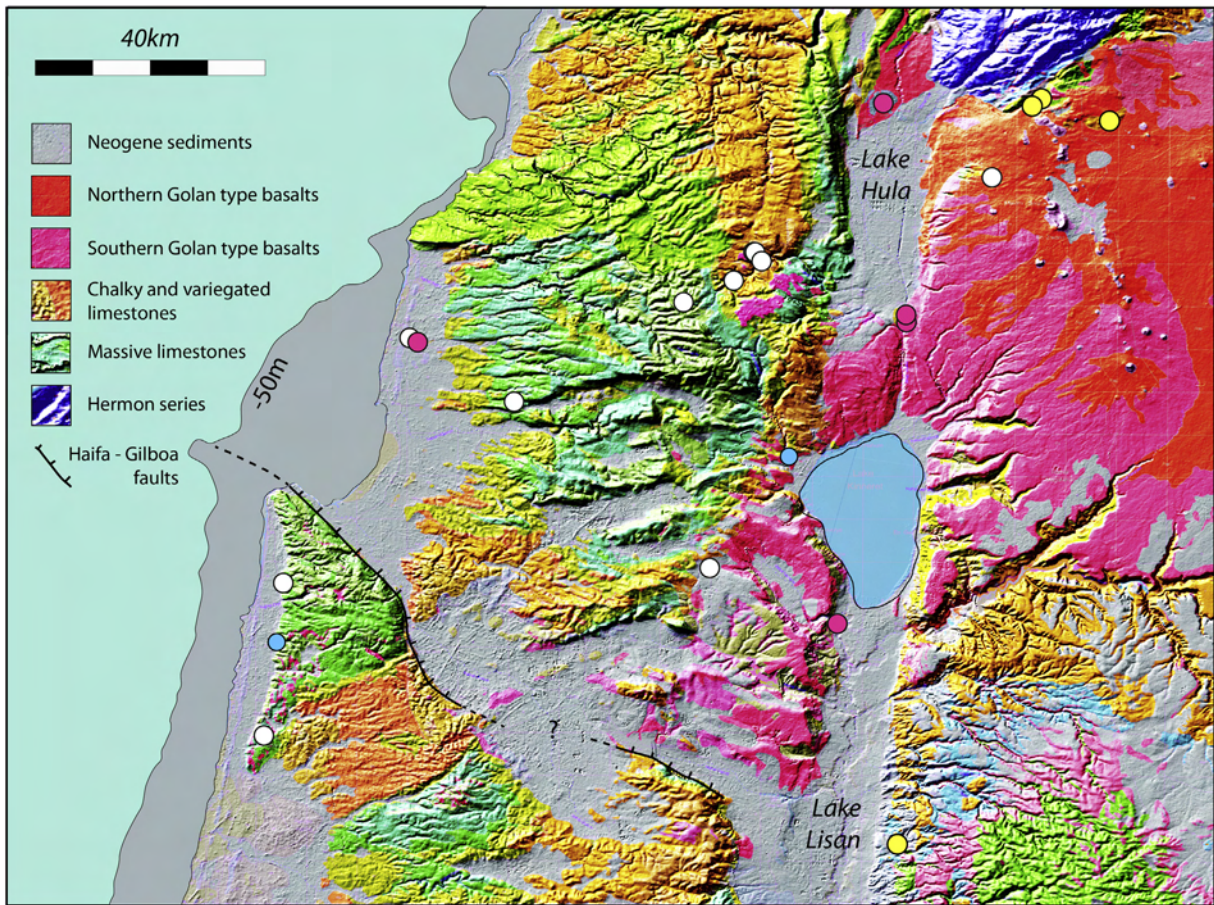 40km
Neogene sediments
Northern Golan type basalts
Southern Golan type basalts
Chalky and variegated
limestones
Massive limestones
Hermon series
Haifa - Gilboa
faults
-50m
Lake
Hula
?
Lake
Lisan